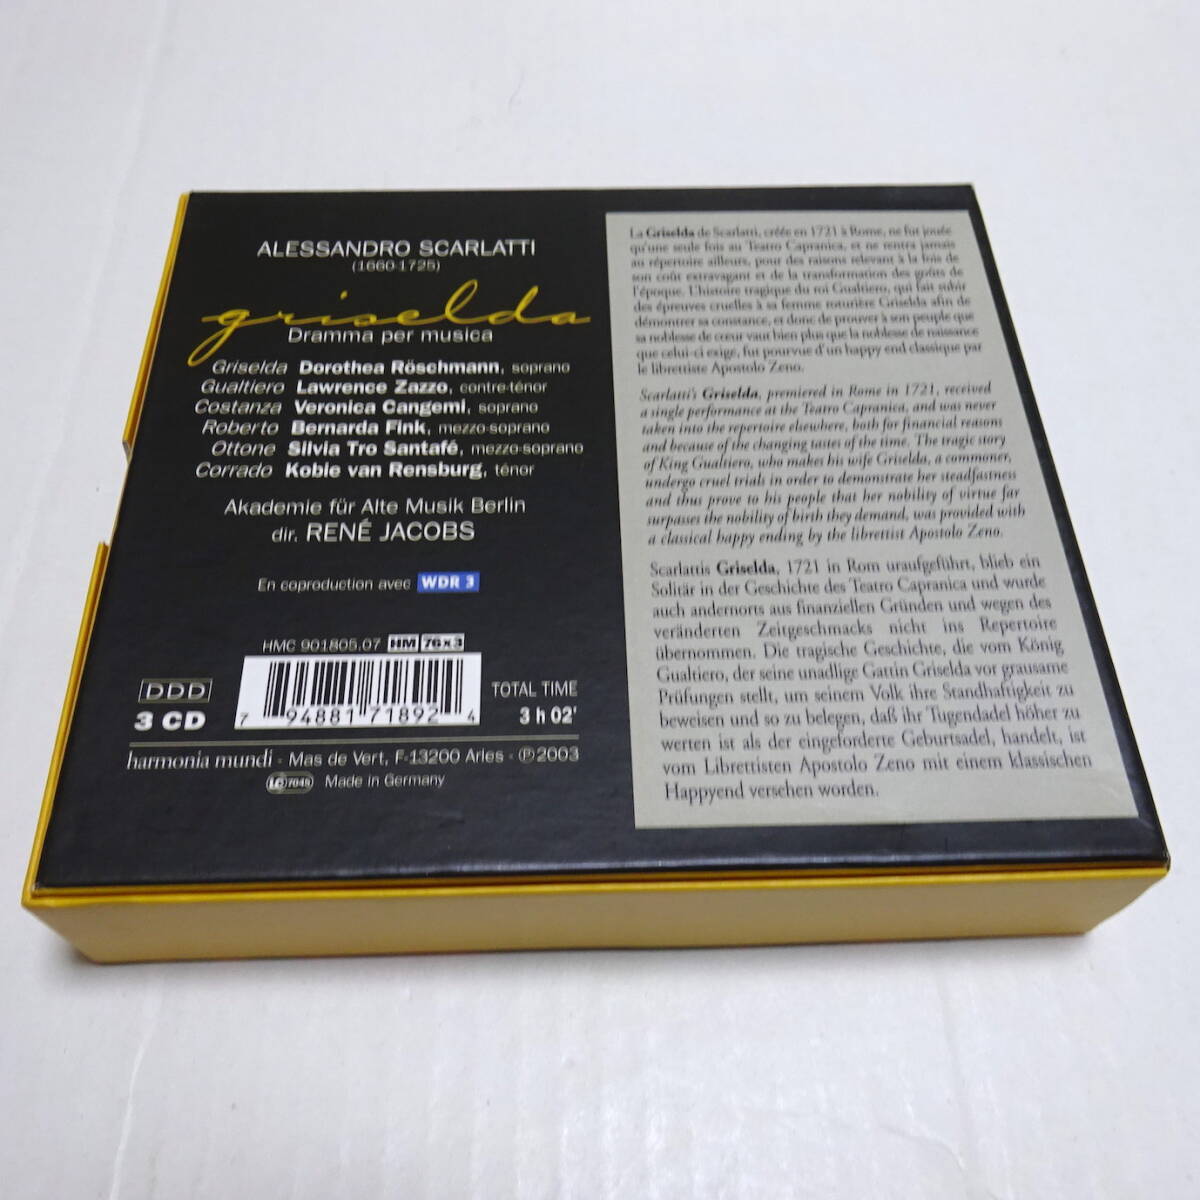 ALESSANDRO SCARLATTI
(1660-1725)
griselda
Dramma per musica
Griselda Dorothea Röschmann, soprano
Gualtiero Lawrence Zazzo, contre-ténor
Costanza Veronica Cangemi, soprano
Roberto Bernarda Fink, mezzo-soprano
Ottone Silvia Tro Santafé, mezzo-soprano
Corrado Kobie van Rensburg, ténor
Akademie für Alte Musik Berlin
dir. RENÉ JACOBS
En coproduction avec WDR 3
HMC 901805.07 HM 76x3
DDD
3 CD
7 94881 71892 4
TOTAL TIME
3 h 02'
harmonia mundi · Mas de Vert, F-13200 Arles · ℗2003
LC 7049 Made in Germany
La Griselda de Scarlatti, créée en 1721 à Rome, ne fut jouée
qu'une seule fois au Teatro Capranica, et ne rentra jamais
au répertoire ailleurs, pour des raisons relevant à la fois de
son coût extravagant et de la transformation des goûts de
l'époque. L'histoire tragique du roi Gualtiero, qui fait subir
des épreuves cruelles à sa femme roturière Griselda afin de
démontrer sa constance, et donc de prouver à son peuple que
sa noblesse de cœur vaut bien plus que la noblesse de naissance
que celui-ci exige, fut pourvue d'un happy end classique par
le librettiste Apostolo Zeno.
Scarlatti's Griselda, premiered in Rome in 1721, received
a single performance at the Teatro Capranica, and was never
taken into the repertoire elsewhere, both for financial reasons
and because of the changing tastes of the time. The tragic story
of King Gualtiero, who makes his wife Griselda, a commoner,
undergo cruel trials in order to demonstrate her steadfastness
and thus prove to his people that her nobility of virtue far
surpasses the nobility of birth they demand, was provided with
a classical happy ending by the librettist Apostolo Zeno.
Scarlattis Griselda, 1721 in Rom uraufgeführt, blieb ein
Solitär in der Geschichte des Teatro Capranica und wurde
auch andernorts aus finanziellen Gründen und wegen des
veränderten Zeitgeschmacks nicht ins Repertoire
übernommen. Die tragische Geschichte, die vom König
Gualtiero, der seine unadlige Gattin Griselda vor grausame
Prüfungen stellt, um seinem Volk ihre Standhaftigkeit zu
beweisen und so zu belegen, daß ihr Tugendadel höher zu
werten ist als der eingeforderte Geburtsadel, handelt, ist
vom Librettisten Apostolo Zeno mit einem klassischen
Happyend versehen worden.